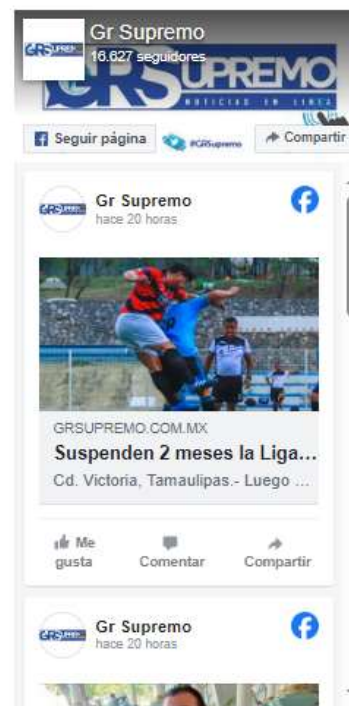 Gr Supremo
16.627 seguidores
GRSUPREMO
NOTICIAS EN LINEA
Seguir página
#GRSupremo
Compartir
Gr Supremo
hace 20 horas
GRSUPREMO.COM.MX
Suspenden 2 meses la Liga...
Cd. Victoria, Tamaulipas.- Luego ...
Me gusta
Comentar
Compartir
Gr Supremo
hace 20 horas